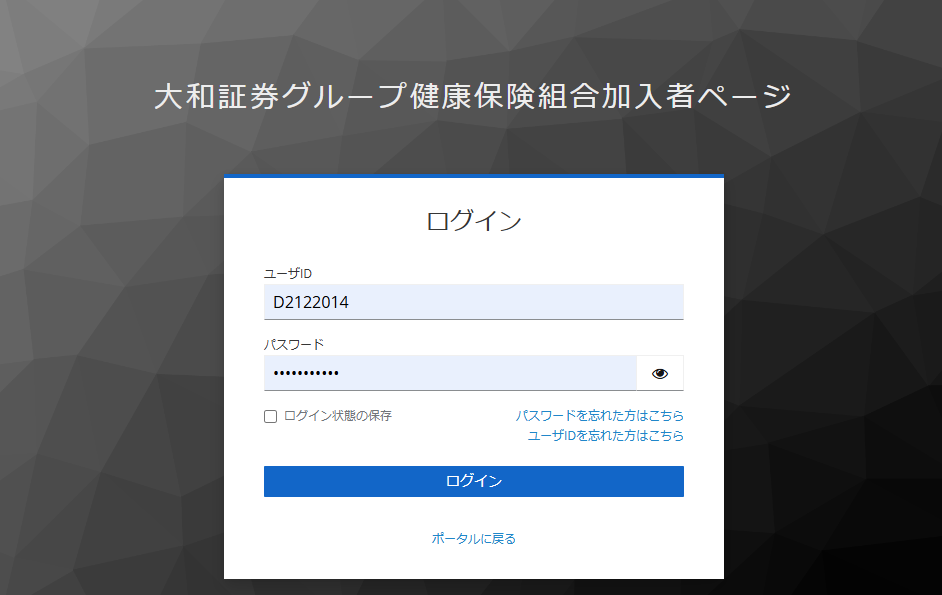 大和証券グループ健康保険組合加入者ページ
ログイン
ユーザID
D2122014
パスワード
•••••••••••
ログイン状態の保存
パスワードを忘れた方はこちら
ユーザIDを忘れた方はこちら
ログイン
ポータルに戻る